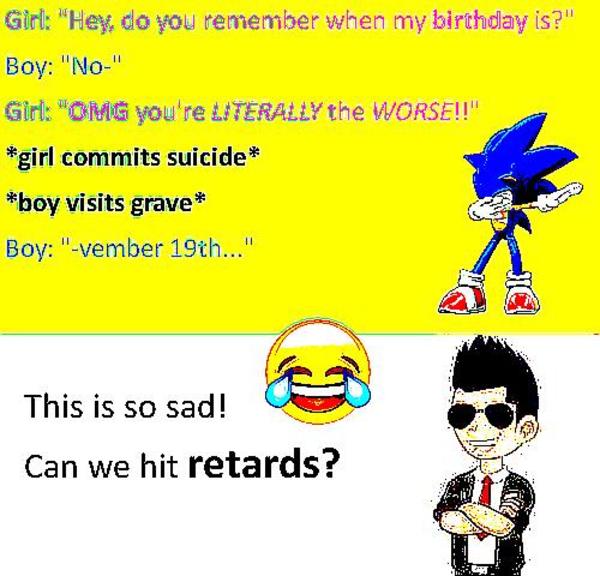 Girl: "Hey, do you remember when my birthday is?"
Boy: "No-"
Girl: "OMG you're LITERALLY the WORSE!!"
*girl commits suicide*
*boy visits grave*
Boy: "-vember 19th..."
This is so sad!
Can we hit retards?